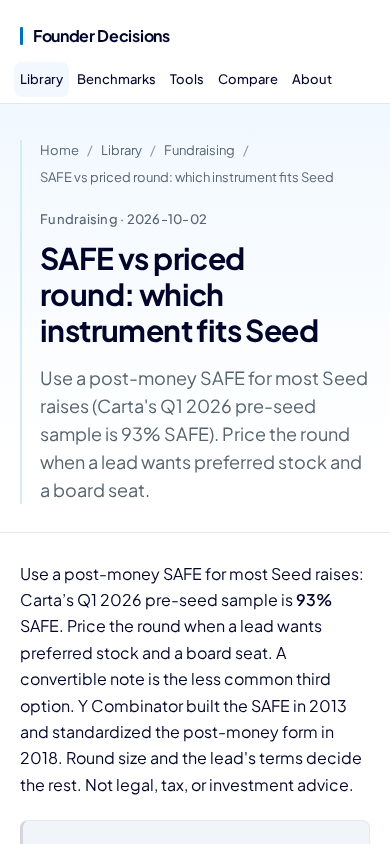 Founder Decisions
Library Benchmarks Tools Compare About
Home / Library / Fundraising /
SAFE vs priced round: which instrument fits Seed
Fundraising · 2026-10-02
SAFE vs priced
round: which
instrument fits Seed
Use a post-money SAFE for most Seed
raises (Carta's Q1 2026 pre-seed
sample is 93% SAFE). Price the round
when a lead wants preferred stock and
a board seat.
Use a post-money SAFE for most Seed raises:
Carta’s Q1 2026 pre-seed sample is 93%
SAFE. Price the round when a lead wants
preferred stock and a board seat. A
convertible note is the less common third
option. Y Combinator built the SAFE in 2013
and standardized the post-money form in
2018. Round size and the lead's terms decide
the rest. Not legal, tax, or investment advice.